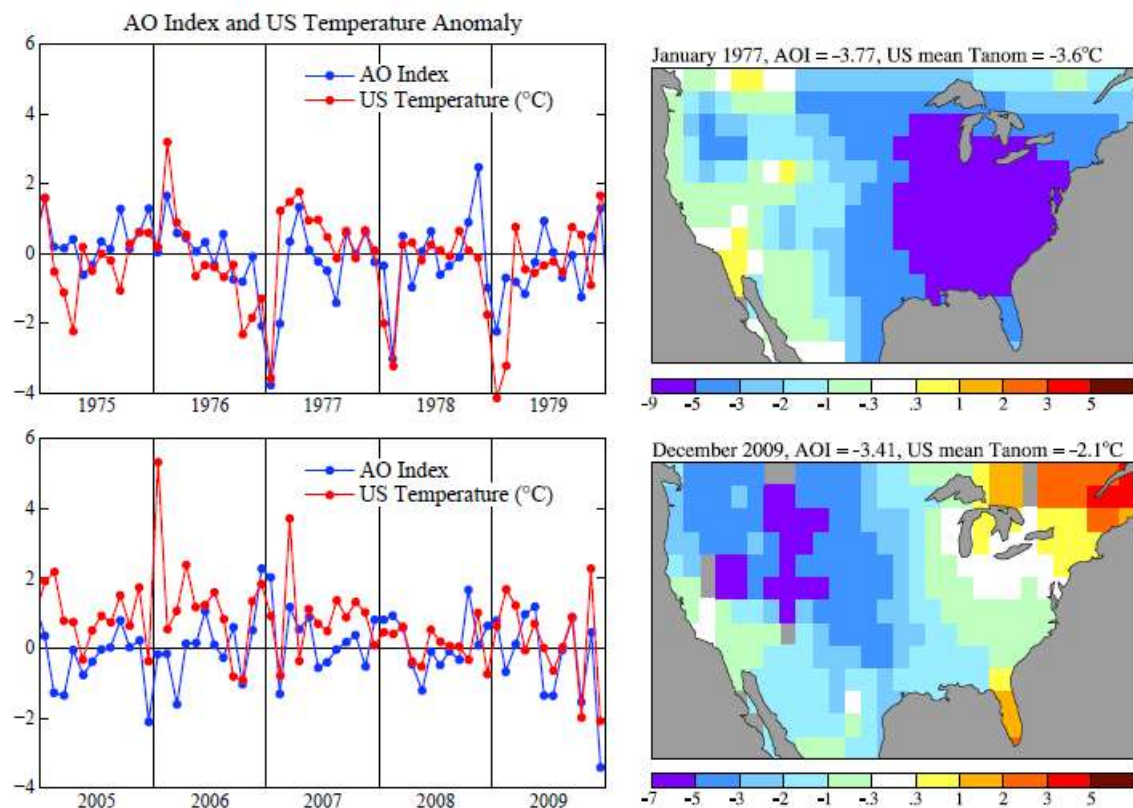 AO Index and US Temperature Anomaly
6
AO Index
US Temperature (°C)
4
2
0
−2
−4
1975 1976 1977 1978 1979
6
AO Index
US Temperature (°C)
4
2
0
−2
−4
2005 2006 2007 2008 2009
January 1977, AOI = −3.77, US mean Tanom = −3.6°C
-9 -5 -3 -2 -1 -.3 .3 1 2 3 5
December 2009, AOI = −3.41, US mean Tanom = −2.1°C
-7 -5 -3 -2 -1 -.3 .3 1 2 3 5